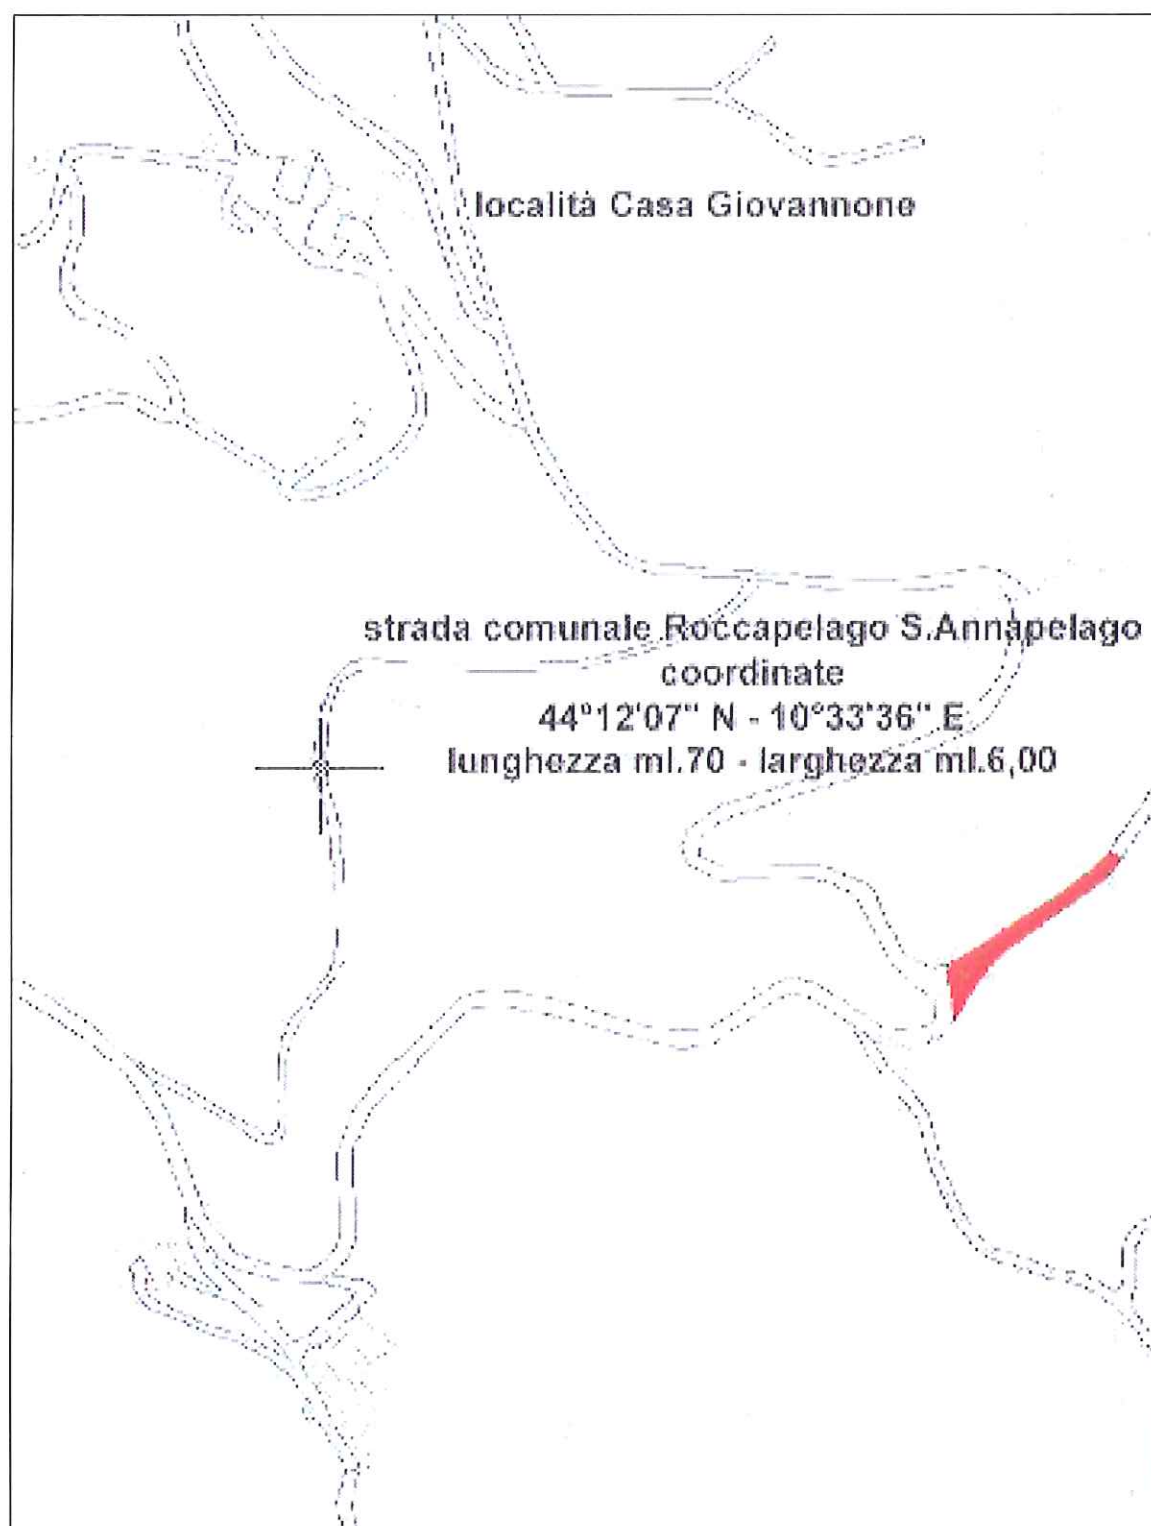 località Casa Giovannone
strada comunale Roccapelago S.Annapelago
coordinate
44°12'07" N - 10°33'36" E
lunghezza ml.70 - larghezza ml.6,00